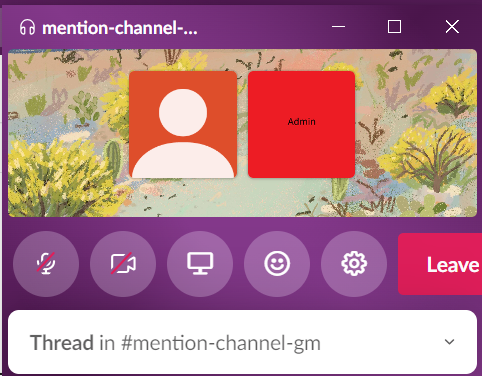 mention-channel-...
Admin
Leave
Thread in #mention-channel-gm